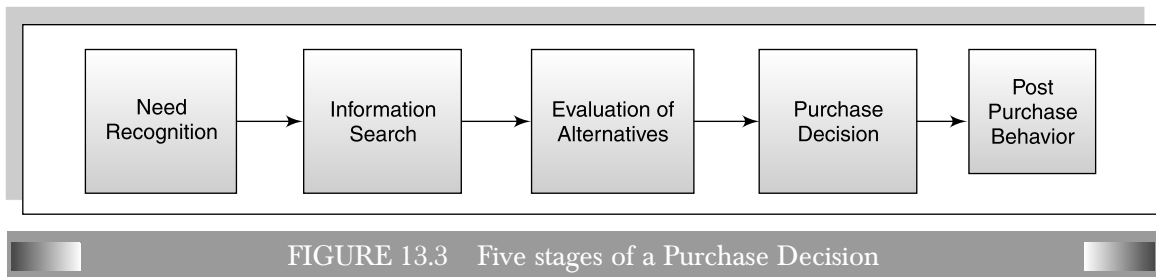 Need
Recognition
Information
Search
Evaluation of
Alternatives
Purchase
Decision
Post
Purchase
Behavior
FIGURE 13.3 Five stages of a Purchase Decision